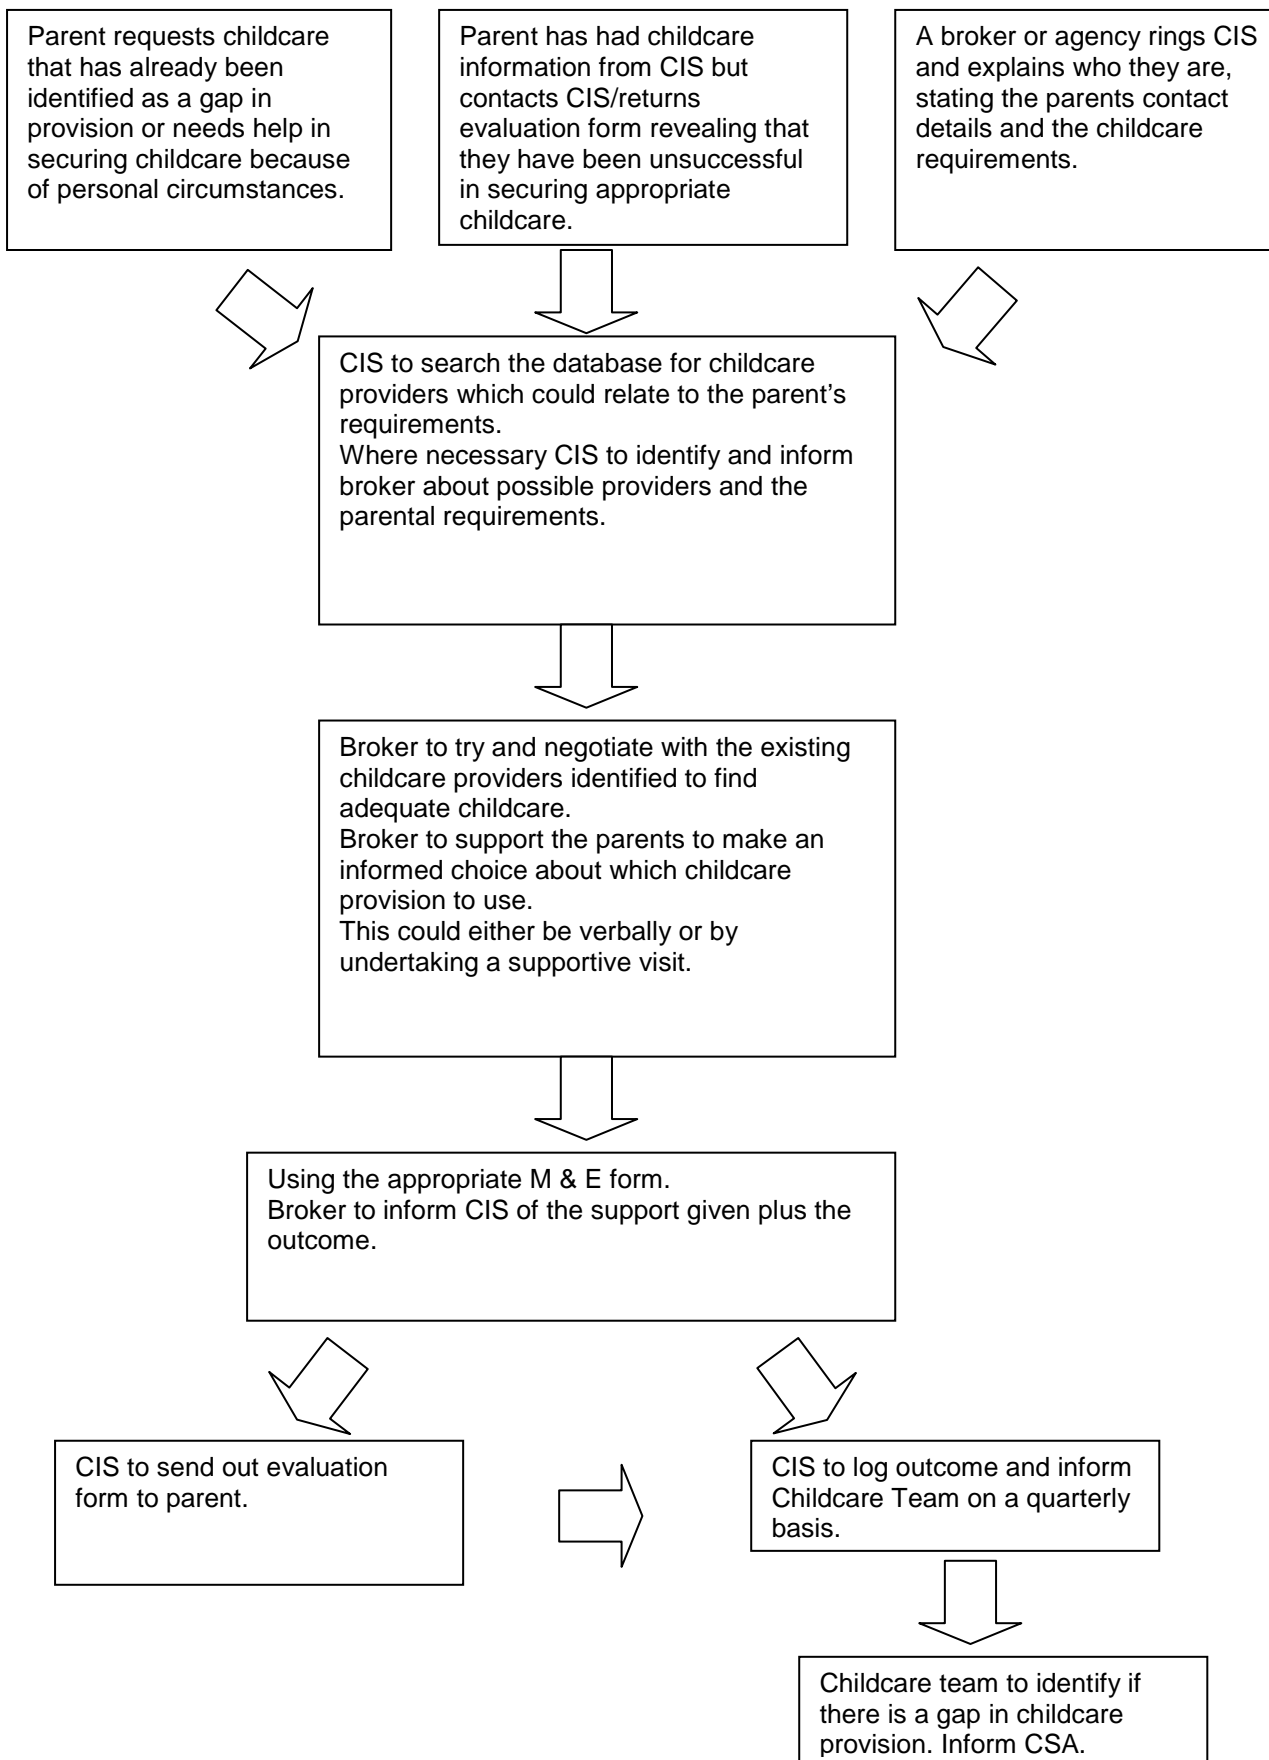 Parent requests childcare
that has already been
identified as a gap in
provision or needs help in
securing childcare because
of personal circumstances.
Parent has had childcare
information from CIS but
contacts CIS/returns
evaluation form revealing that
they have been unsuccessful
in securing appropriate
childcare.
A broker or agency rings CIS
and explains who they are,
stating the parents contact
details and the childcare
requirements.
CIS to search the database for childcare
providers which could relate to the parent's
requirements.
Where necessary CIS to identify and inform
broker about possible providers and the
parental requirements.
Broker to try and negotiate with the existing
childcare providers identified to find
adequate childcare.
Broker to support the parents to make an
informed choice about which childcare
provision to use.
This could either be verbally or by
undertaking a supportive visit.
Using the appropriate M & E form.
Broker to inform CIS of the support given plus the
outcome.
CIS to send out evaluation
form to parent.
CIS to log outcome and inform
Childcare Team on a quarterly
basis.
Childcare team to identify if
there is a gap in childcare
provision. Inform CSA.